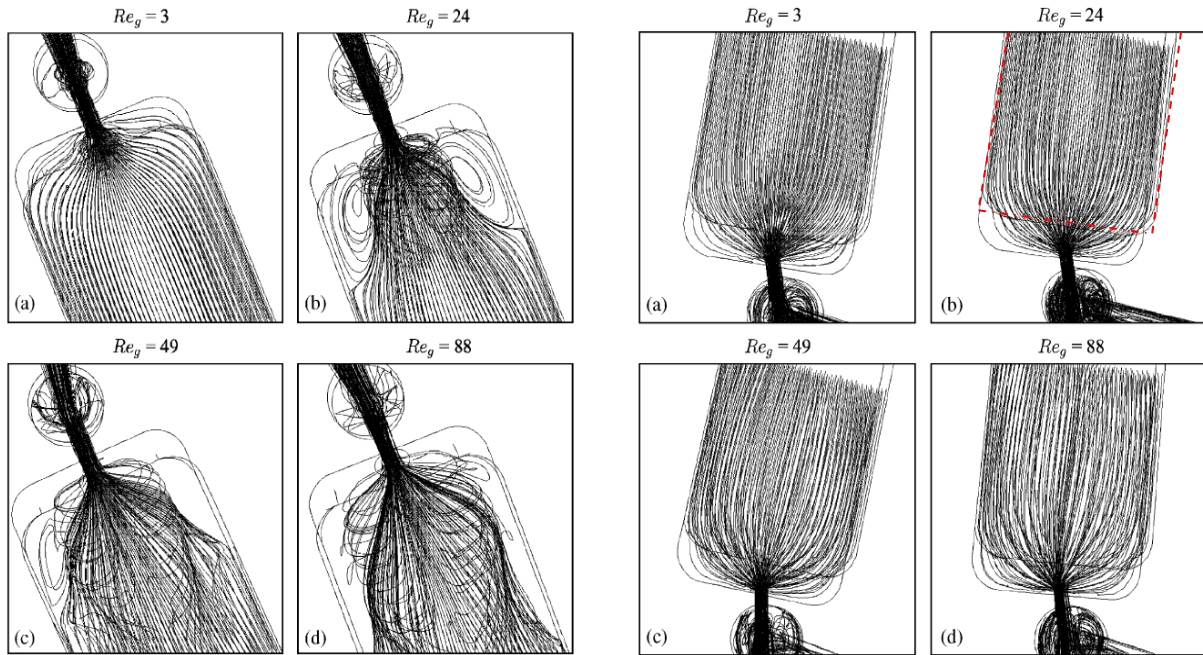 Re_g = 3
Re_g = 24
Re_g = 3
Re_g = 24
(a)
(b)
(a)
(b)
Re_g = 49
Re_g = 88
Re_g = 49
Re_g = 88
(c)
(d)
(c)
(d)